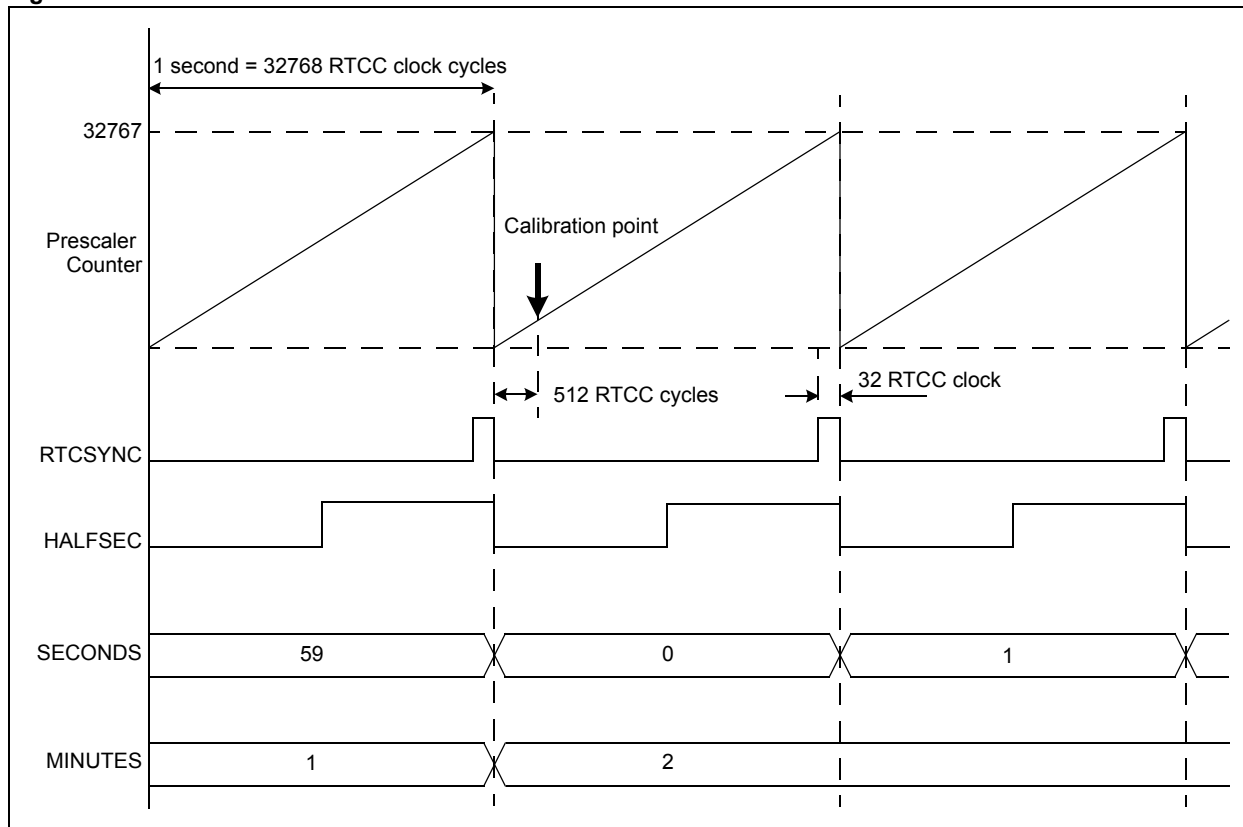 1 second = 32768 RTCC clock cycles
32767
Prescaler
Counter
Calibration point
512 RTCC cycles
32 RTCC clock
RTCSYNC
HALFSEC
SECONDS
59
0
1
MINUTES
1
2